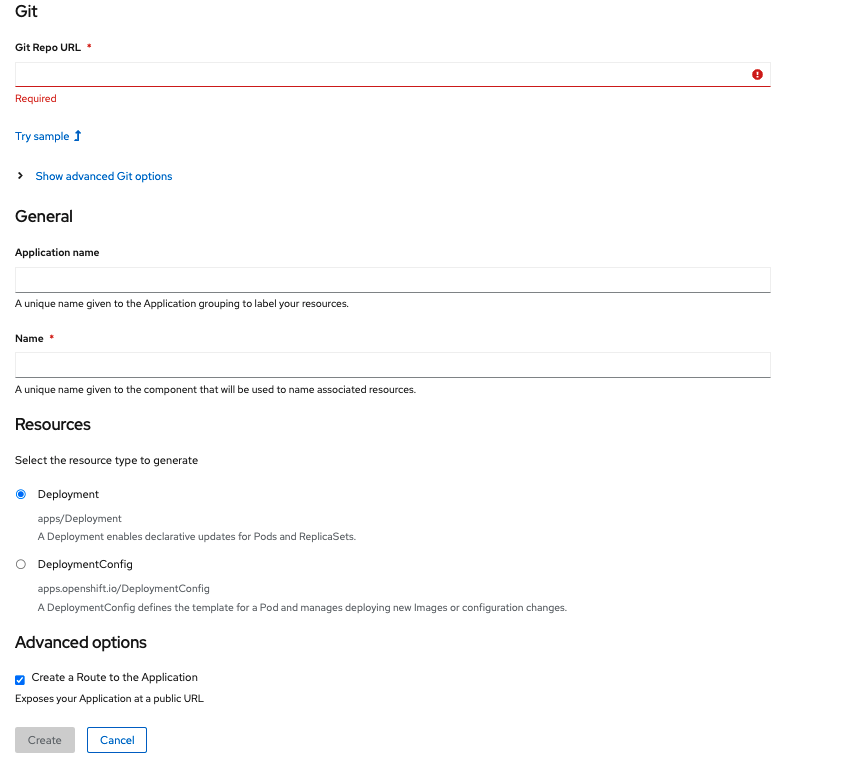 Git
Git Repo URL *
Required
Try sample
Show advanced Git options
General
Application name
A unique name given to the Application grouping to label your resources.
Name *
A unique name given to the component that will be used to name associated resources.
Resources
Select the resource type to generate
Deployment
apps/Deployment
A Deployment enables declarative updates for Pods and ReplicaSets.
DeploymentConfig
apps.openshift.io/DeploymentConfig
A DeploymentConfig defines the template for a Pod and manages deploying new Images or configuration changes.
Advanced options
Create a Route to the Application
Exposes your Application at a public URL
Create Cancel